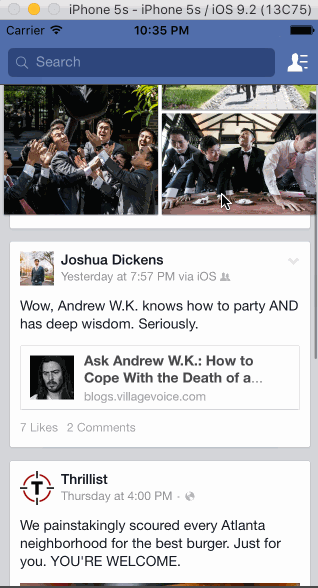 iPhone 5s - iPhone 5s / iOS 9.2 (13C75)
Carrier 10:35 PM
Search
Joshua Dickens
Yesterday at 7:57 PM via iOS
Wow, Andrew W.K. knows how to party AND
has deep wisdom. Seriously.
Ask Andrew W.K.: How to
Cope With the Death of a...
blogs.villagevoice.com
7 Likes 2 Comments
T
Thrillist
Thursday at 4:00 PM ·
We painstakingly scoured every Atlanta
neighborhood for the best burger. Just for
you. YOU'RE WELCOME.